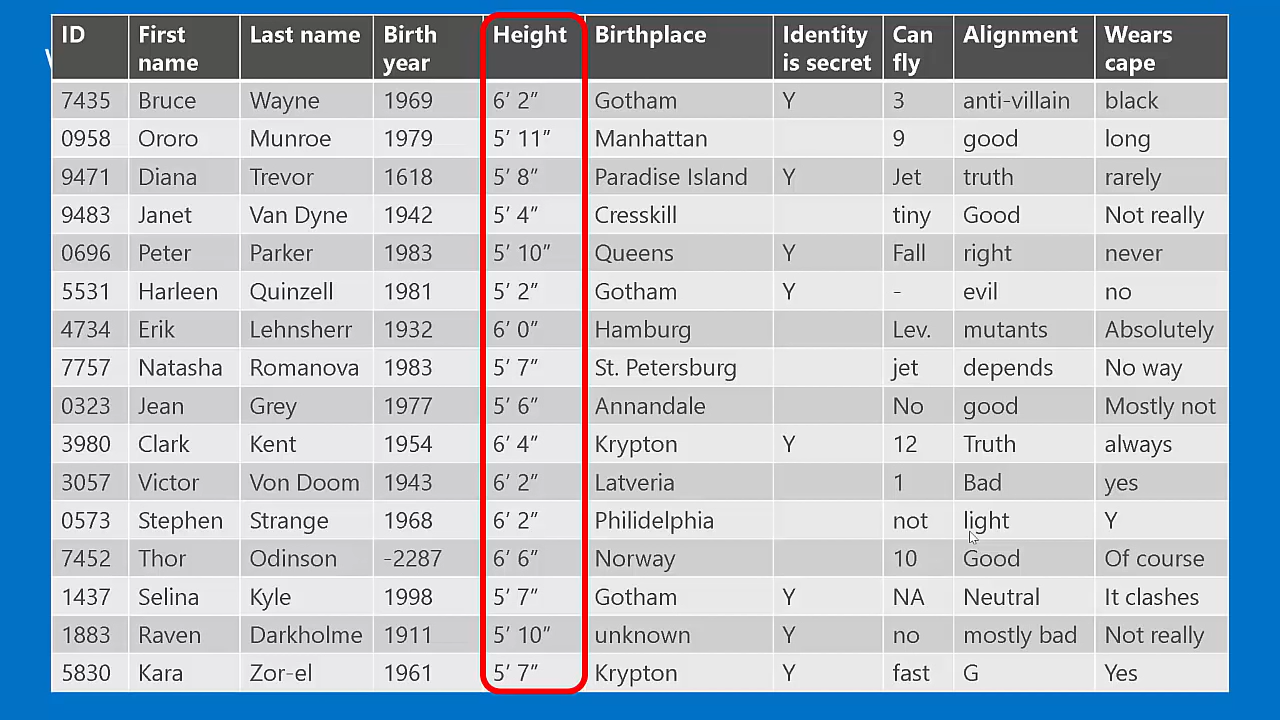 ID First name Last name Birth year Height Birthplace Identity is secret Can fly Alignment Wears cape
7435 Bruce Wayne 1969 6’ 2” Gotham Y 3 anti-villain black
0958 Ororo Munroe 1979 5’ 11” Manhattan 9 good long
9471 Diana Trevor 1618 5’ 8” Paradise Island Y Jet truth rarely
9483 Janet Van Dyne 1942 5’ 4” Cresskill tiny Good Not really
0696 Peter Parker 1983 5’ 10” Queens Y Fall right never
5531 Harleen Quinzell 1981 5’ 2” Gotham Y - evil no
4734 Erik Lehnsherr 1932 6’ 0” Hamburg Lev. mutants Absolutely
7757 Natasha Romanova 1983 5’ 7” St. Petersburg jet depends No way
0323 Jean Grey 1977 5’ 6” Annandale No good Mostly not
3980 Clark Kent 1954 6’ 4” Krypton Y 12 Truth always
3057 Victor Von Doom 1943 6’ 2” Latveria 1 Bad yes
0573 Stephen Strange 1968 6’ 2” Philidelphia not light Y
7452 Thor Odinson -2287 6’ 6” Norway 10 Good Of course
1437 Selina Kyle 1998 5’ 7” Gotham Y NA Neutral It clashes
1883 Raven Darkholme 1911 5’ 10” unknown Y no mostly bad Not really
5830 Kara Zor-el 1961 5’ 7” Krypton Y fast G Yes